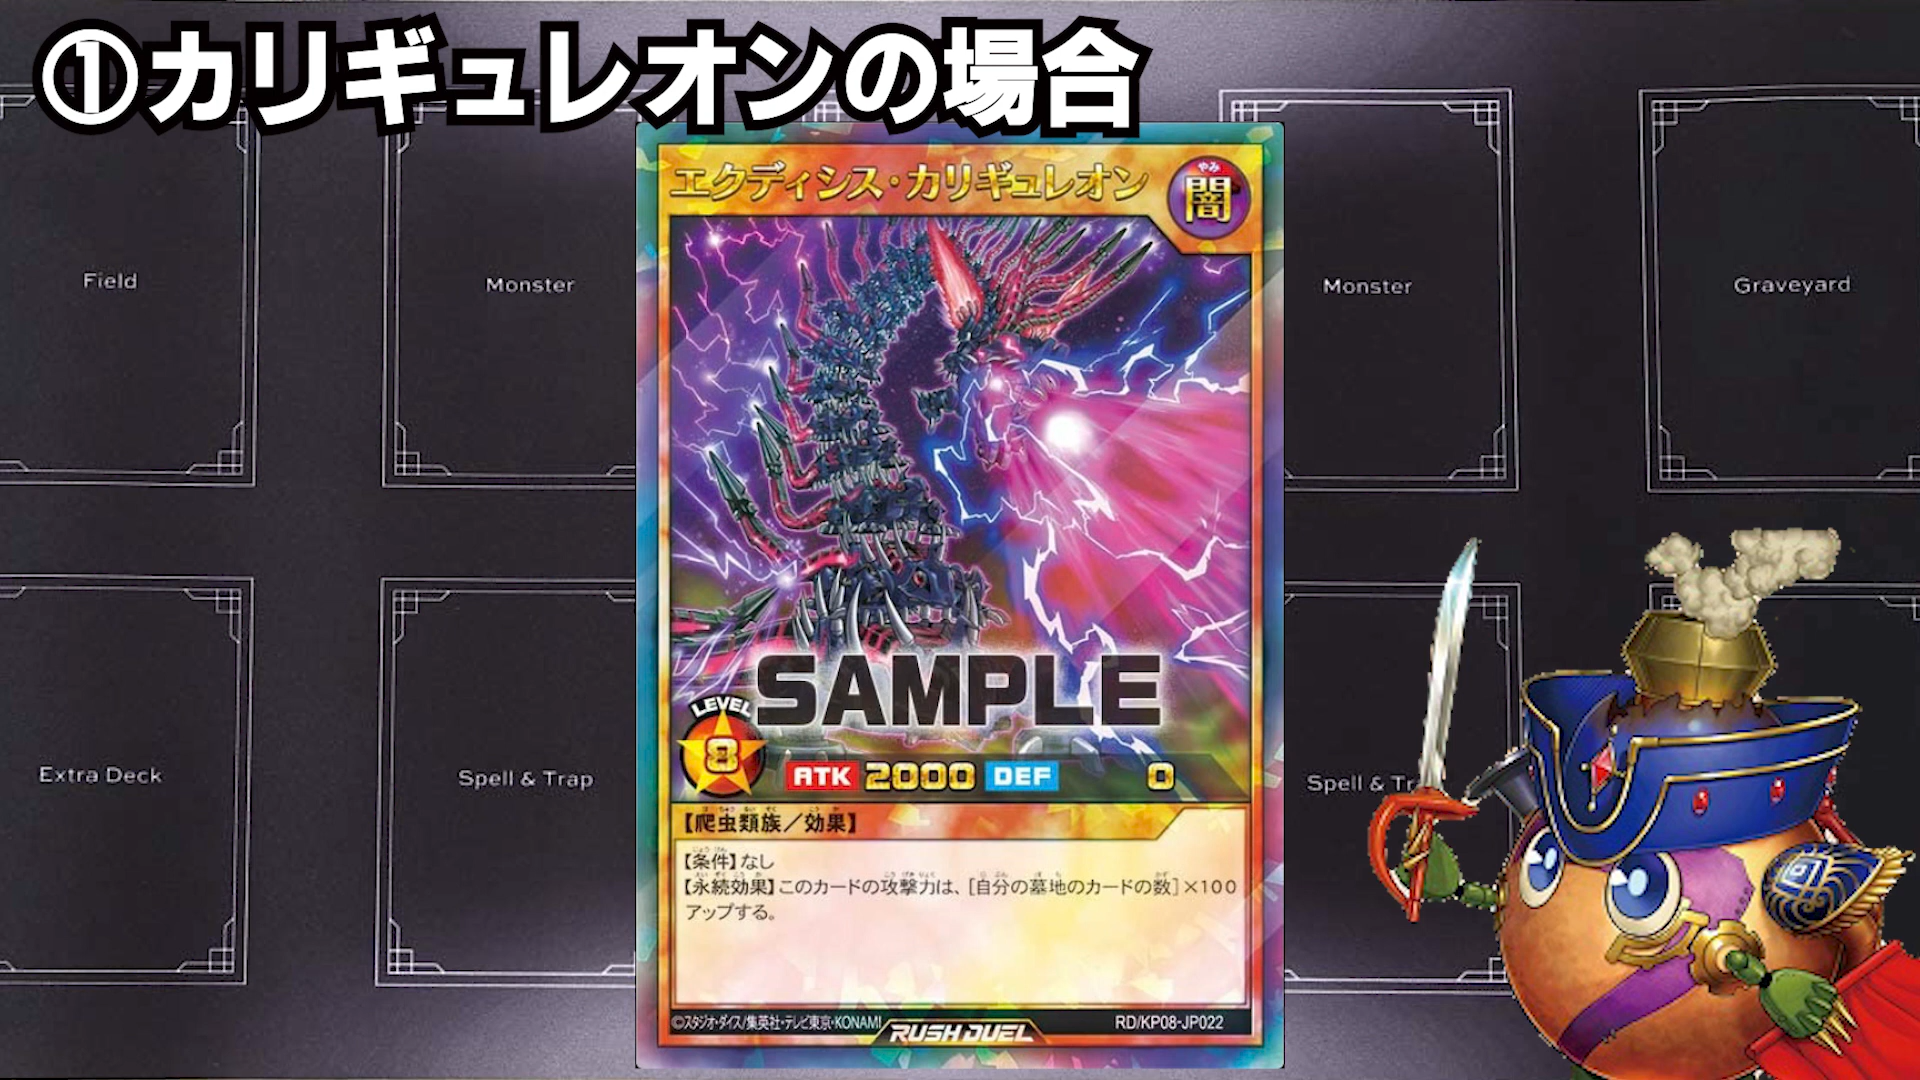 ①カリギュレオンの場合
エクディシス・カリギュレオン
やみ
闇
Field
Monster
Monster
Graveyard
SAMPLE
LEVEL
8
ATK 2000 DEF 0
Extra Deck
Spell & Trap
Spell & Tr
【爬虫類族／効果】
【条件】なし
【永続効果】このカードの攻撃力は、［自分の墓地のカードの数］×100
アップする。
©スタジオ・ダイス/集英社・テレビ東京・KONAMI
RUSH DUEL
RD/KP08-JP022